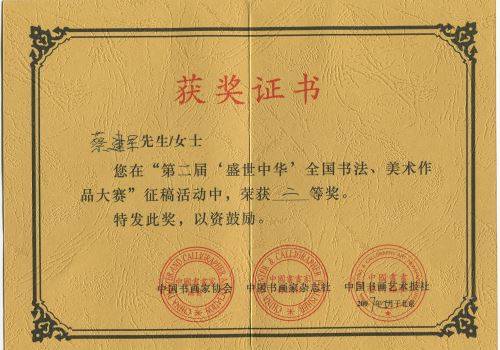 获奖证书
蔡建军先生/女士
您在“第二届‘盛世中华’全国书法、美术作
品大赛”征稿活动中，荣获 二 等奖。
特发此奖，以资鼓励。
中国书画家协会 中国书画家杂志社 中国书画艺术报社
于北京